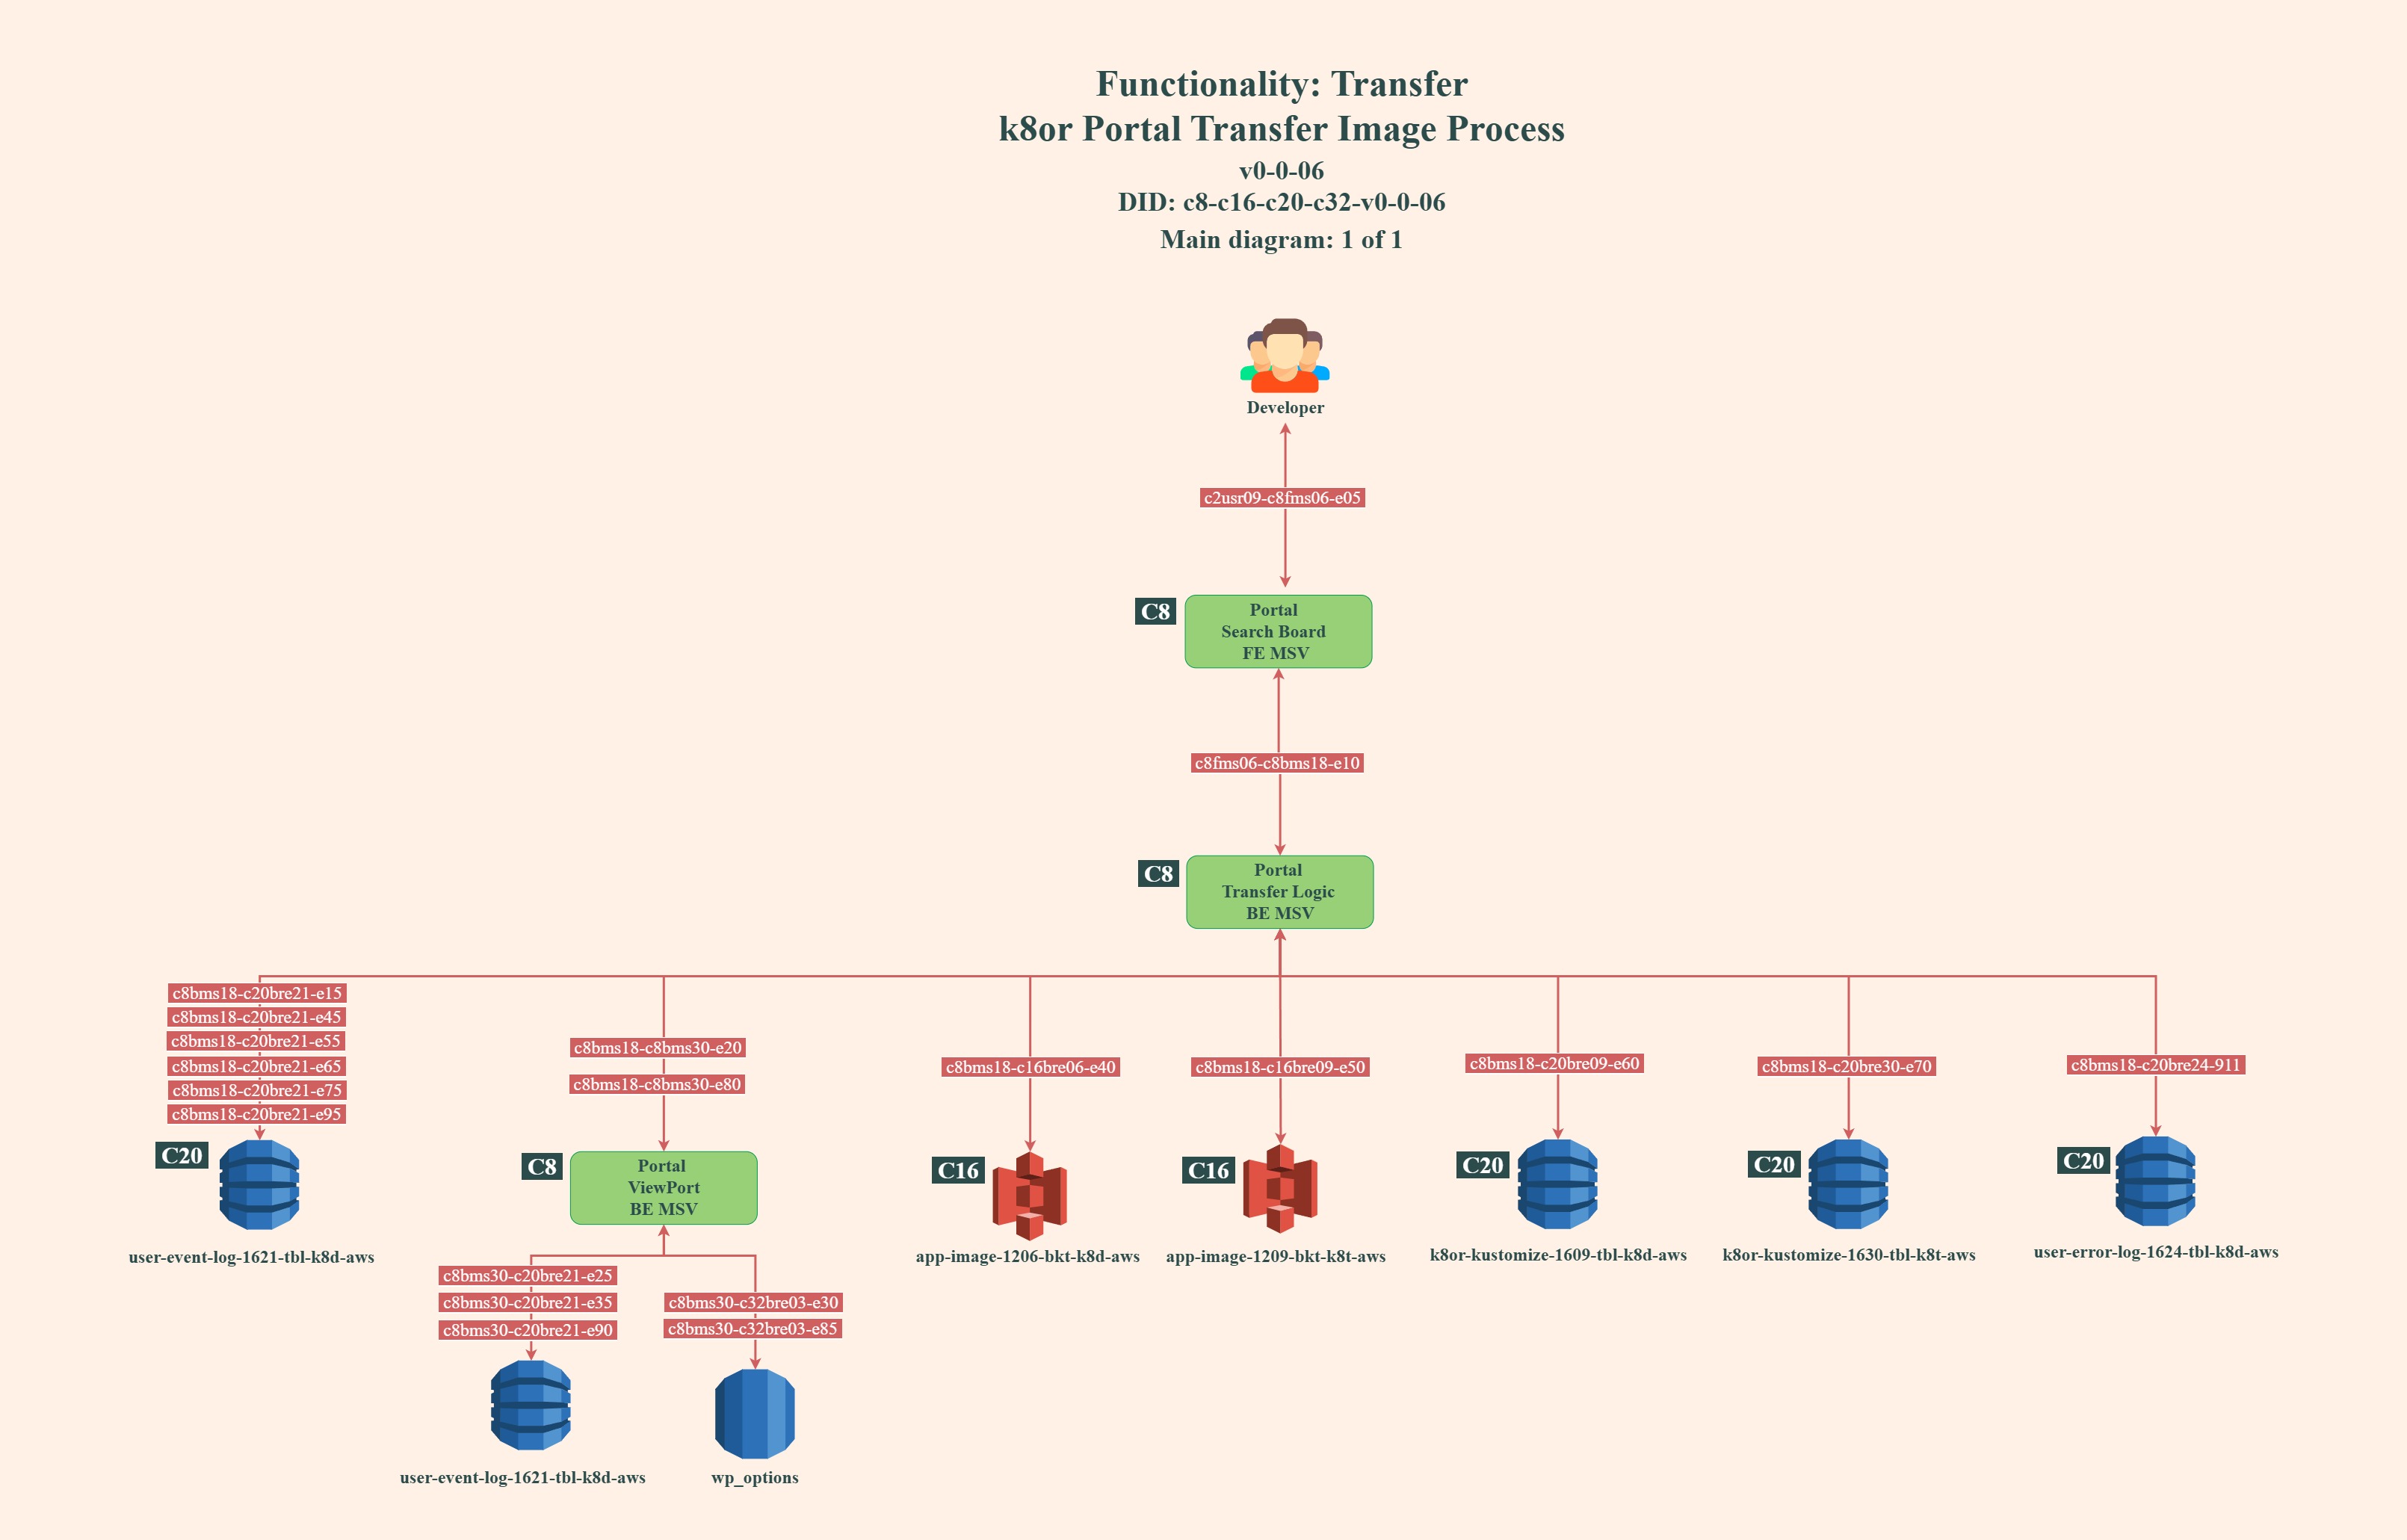 Functionality: Transfer
k8or Portal Transfer Image Process
v0-0-06
DID: c8-c16-c20-c32-v0-0-06
Main diagram: 1 of 1
Developer
c2usr09-c8fms06-e05
C8
Portal
Search Board
FE MSV
c8fms06-c8bms18-e10
C8
Portal
Transfer Logic
BE MSV
c8bms18-c20bre21-e15
c8bms18-c20bre21-e45
c8bms18-c20bre21-e55
c8bms18-c20bre21-e65
c8bms18-c20bre21-e75
c8bms18-c20bre21-e95
C20
user-event-log-1621-tbl-k8d-aws
c8bms18-c8bms30-e20
c8bms18-c8bms30-e80
C8
Portal
ViewPort
BE MSV
c8bms30-c20bre21-e25
c8bms30-c20bre21-e35
c8bms30-c20bre21-e90
user-event-log-1621-tbl-k8d-aws
c8bms30-c32bre03-e30
c8bms30-c32bre03-e85
wp_options
c8bms18-c16bre06-e40
C16
app-image-1206-bkt-k8d-aws
c8bms18-c16bre09-e50
C16
app-image-1209-bkt-k8t-aws
c8bms18-c20bre09-e60
C20
k8or-kustomize-1609-tbl-k8d-aws
c8bms18-c20bre30-e70
C20
k8or-kustomize-1630-tbl-k8t-aws
c8bms18-c20bre24-911
C20
user-error-log-1624-tbl-k8d-aws